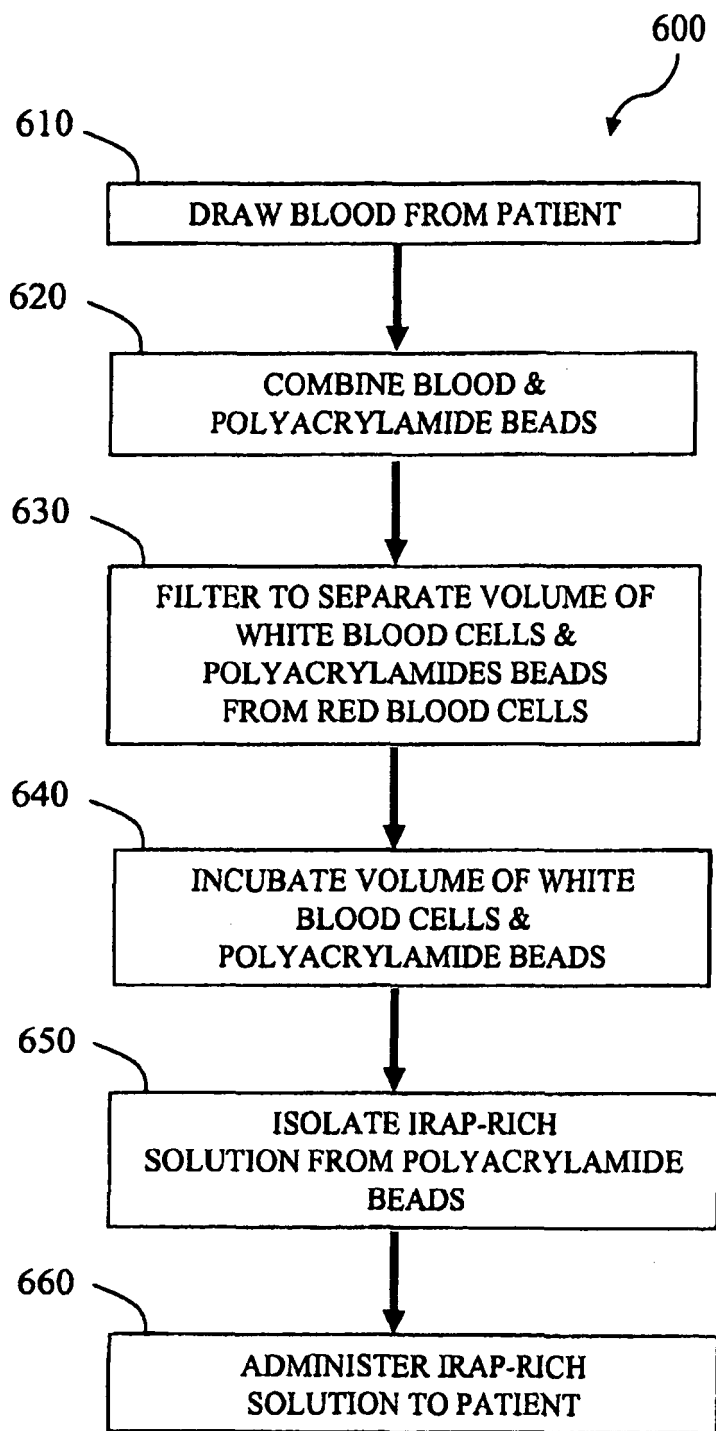 600
610
DRAW BLOOD FROM PATIENT
620
COMBINE BLOOD &
POLYACRYLAMIDE BEADS
630
FILTER TO SEPARATE VOLUME OF
WHITE BLOOD CELLS &
POLYACRYLAMIDES BEADS
FROM RED BLOOD CELLS
640
INCUBATE VOLUME OF WHITE
BLOOD CELLS &
POLYACRYLAMIDE BEADS
650
ISOLATE IRAP-RICH
SOLUTION FROM POLYACRYLAMIDE
BEADS
660
ADMINISTER IRAP-RICH
SOLUTION TO PATIENT